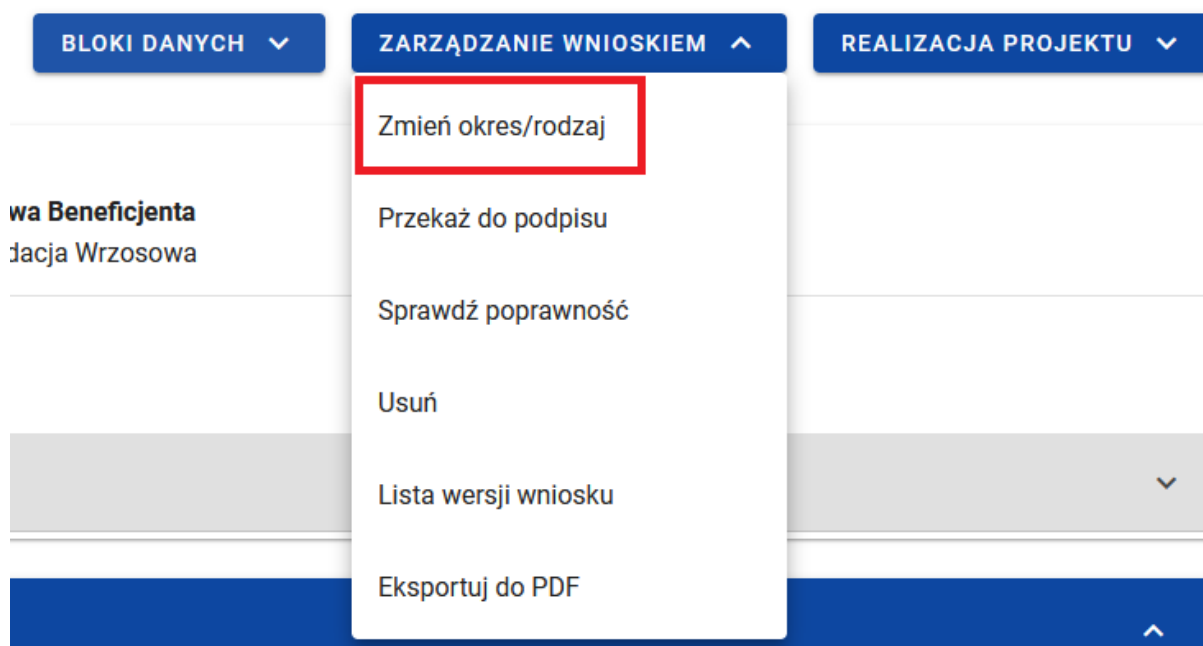 BLOKI DANYCH
ZARZĄDZANIE WNIOSKIEM
REALIZACJA PROJEKTU
Zmień okres/rodzaj
Przekaż do podpisu
wa Beneficjenta
dacja Wrzosowa
Sprawdź poprawność
Usuń
Lista wersji wniosku
Eksportuj do PDF